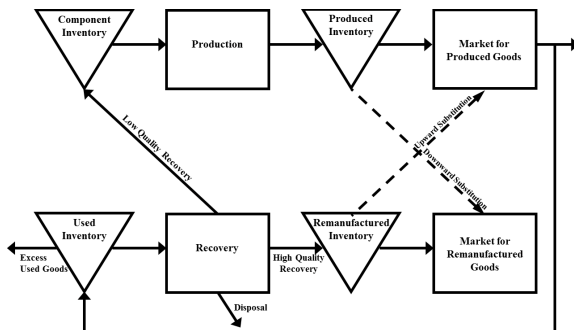 Component
Inventory
Production
Produced
Inventory
Market for
Produced Goods
Low Quality Recovery
Upward Substitution
Downward Substitution
Used
Inventory
Recovery
Remanufactured
Inventory
Market for
Remanufactured
Goods
Excess
Used Goods
High Quality
Recovery
Disposal